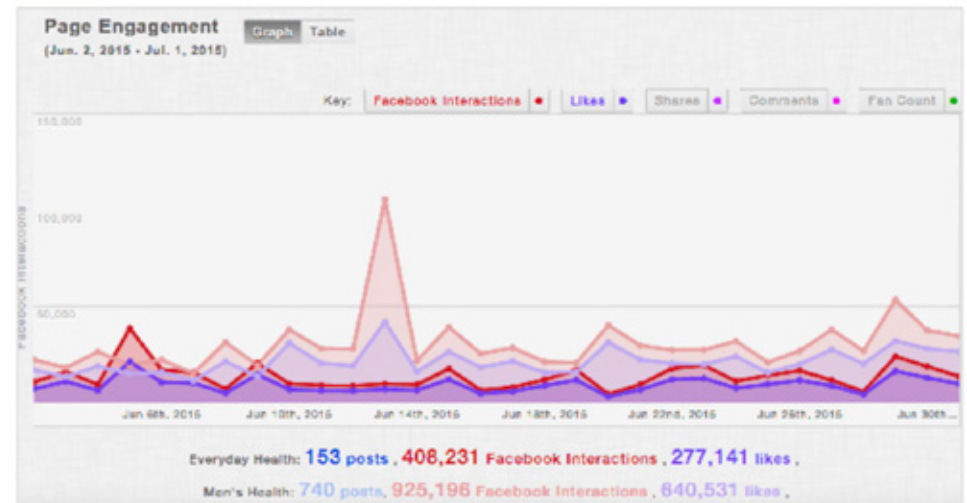 Page Engagement Graph Table
(Jun. 2, 2015 - Jul. 1, 2015)
Key: Facebook Interactions Likes Shares Comments Fan Count
150,000
100,000
50,000
Facebook Interactions
Jun 6th, 2015 Jun 10th, 2015 Jun 14th, 2015 Jun 18th, 2015 Jun 22nd, 2015 Jun 26th, 2015 Jun 30th ...
Everyday Health: 153 posts , 408,231 Facebook Interactions , 277,141 likes ,
Men's Health: 740 posts, 925,196 Facebook Interactions , 640,531 likes ,